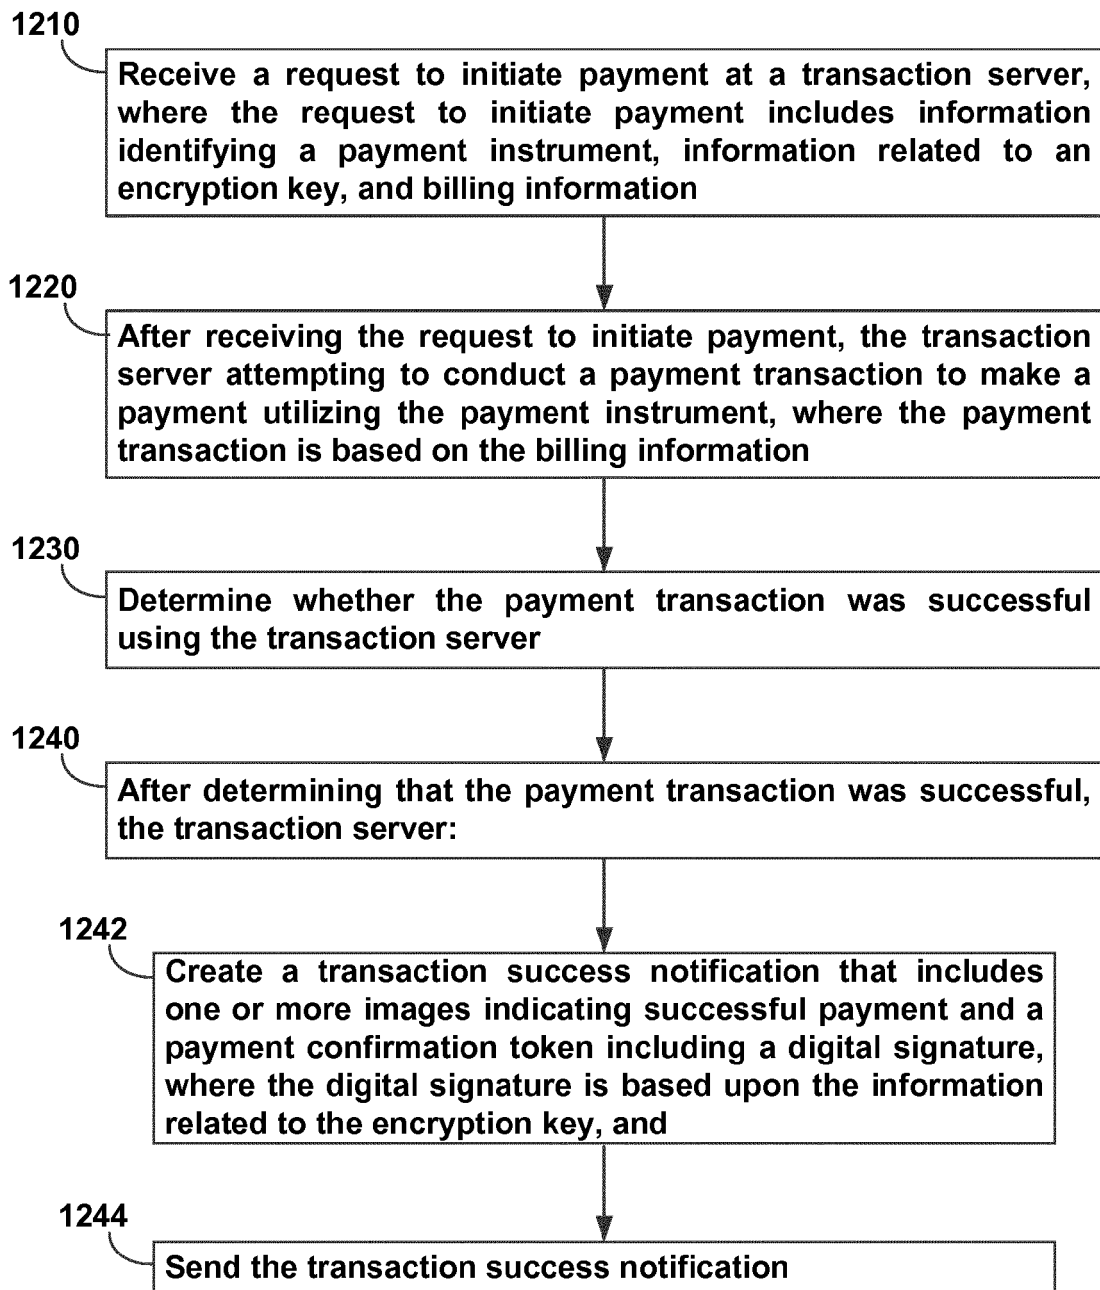 1210
Receive a request to initiate payment at a transaction server,
where the request to initiate payment includes information
identifying a payment instrument, information related to an
encryption key, and billing information
1220
After receiving the request to initiate payment, the transaction
server attempting to conduct a payment transaction to make a
payment utilizing the payment instrument, where the payment
transaction is based on the billing information
1230
Determine whether the payment transaction was successful
using the transaction server
1240
After determining that the payment transaction was successful,
the transaction server:
1242
Create a transaction success notification that includes
one or more images indicating successful payment and a
payment confirmation token including a digital signature,
where the digital signature is based upon the information
related to the encryption key, and
1244
Send the transaction success notification